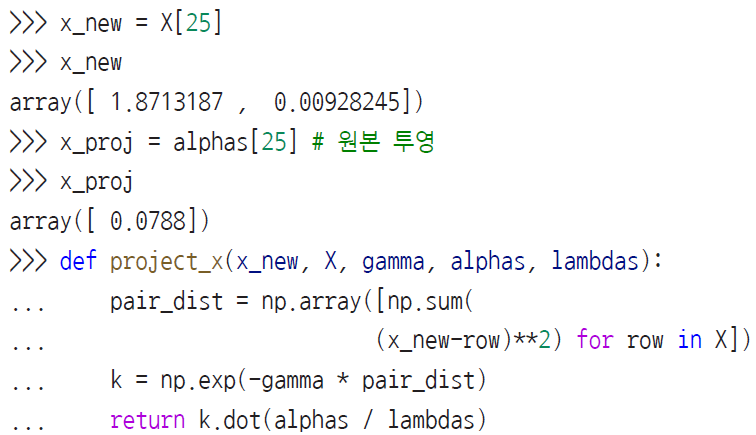 >>> x_new = X[25]
>>> x_new
array([ 1.8713187 ,  0.00928245])
>>> x_proj = alphas[25] # 원본 투영
>>> x_proj
array([ 0.0788])
>>> def project_x(x_new, X, gamma, alphas, lambdas):
...     pair_dist = np.array([np.sum(
...                          (x_new-row)**2) for row in X])
...     k = np.exp(-gamma * pair_dist)
...     return k.dot(alphas / lambdas)